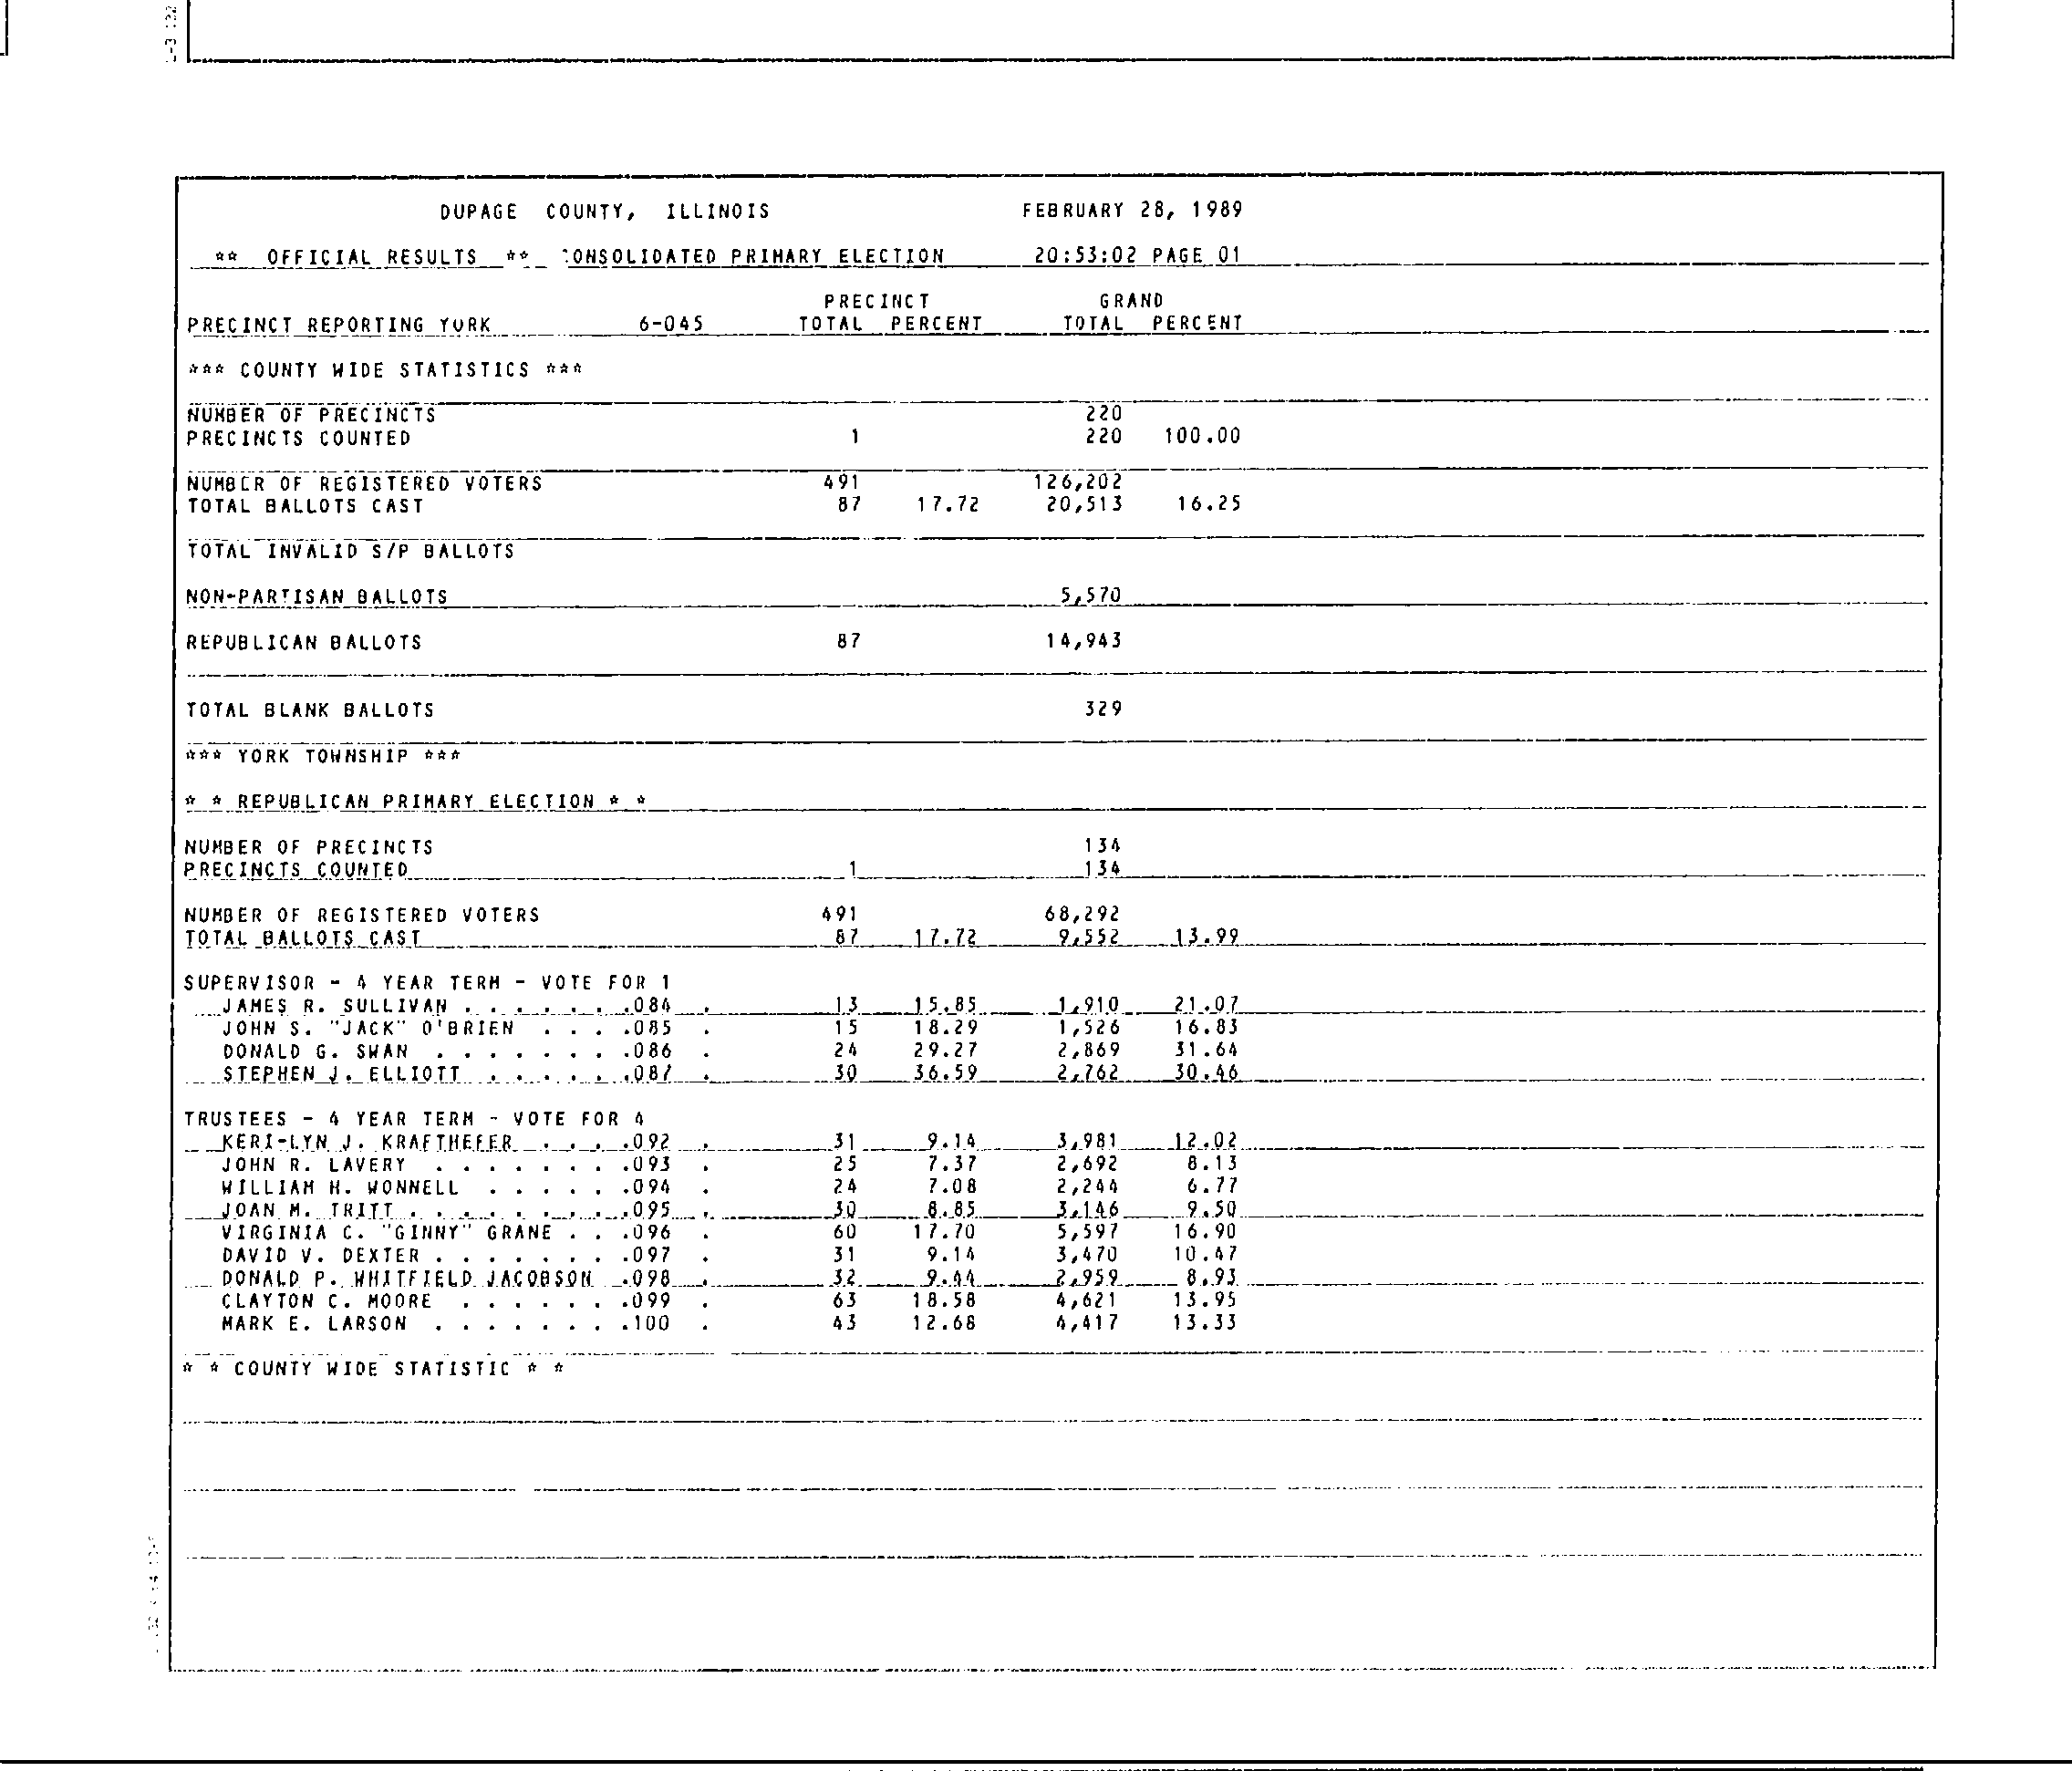 DUPAGE COUNTY, ILLINOIS FEBRUARY 28, 1989
** OFFICIAL RESULTS ** CONSOLIDATED PRIMARY ELECTION 20:53:02 PAGE 01
PRECINCT GRAND
PRECINCT REPORTING YORK 6-045 TOTAL PERCENT TOTAL PERCENT
*** COUNTY WIDE STATISTICS ***
NUMBER OF PRECINCTS 220
PRECINCTS COUNTED 1 220 100.00
NUMBER OF REGISTERED VOTERS 491 126,202
TOTAL BALLOTS CAST 87 17.72 20,513 16.25
TOTAL INVALID S/P BALLOTS
NON-PARTISAN BALLOTS 5,570
REPUBLICAN BALLOTS 87 14,943
TOTAL BLANK BALLOTS 329
*** YORK TOWNSHIP ***
* * REPUBLICAN PRIMARY ELECTION * *
NUMBER OF PRECINCTS 134
PRECINCTS COUNTED 1 134
NUMBER OF REGISTERED VOTERS 491 68,292
TOTAL BALLOTS CAST 87 17.72 9,552 13.99
SUPERVISOR - 4 YEAR TERM - VOTE FOR 1
JAMES R. SULLIVAN . . . . . . .084 . 13 15.85 1,910 21.07
JOHN S. "JACK" O'BRIEN . . . .085 . 15 18.29 1,526 16.83
DONALD G. SWAN . . . . . . . .086 . 24 29.27 2,869 31.64
STEPHEN J. ELLIOTT . . . . . .087 . 30 36.59 2,762 30.46
TRUSTEES - 4 YEAR TERM - VOTE FOR 4
KERI-LYN J. KRAFTHEFER . . . .092 . 31 9.14 3,981 12.02
JOHN R. LAVERY . . . . . . . .093 . 25 7.37 2,692 8.13
WILLIAM H. WONNELL . . . . . .094 . 24 7.08 2,244 6.77
JOAN M. TRITT . . . . . . . . .095 . 30 8.85 3,146 9.50
VIRGINIA C. "GINNY" GRANE . . .096 . 60 17.70 5,597 16.90
DAVID V. DEXTER . . . . . . . .097 . 31 9.14 3,470 10.47
DONALD P. WHITFIELD JACOBSON .098 . 32 9.44 2,959 8.93
CLAYTON C. MOORE . . . . . . .099 . 63 18.58 4,621 13.95
MARK E. LARSON . . . . . . . .100 . 43 12.68 4,417 13.33
* * COUNTY WIDE STATISTIC * *